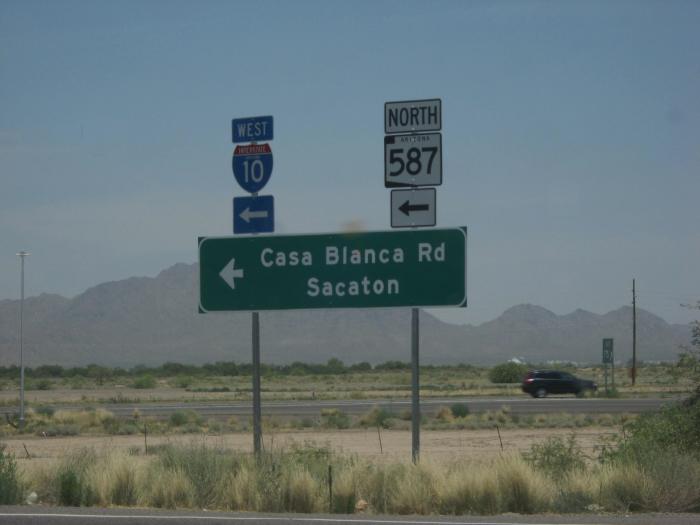 WEST
INTERSTATE
10
NORTH
ARIZONA
587
Casa Blanca Rd
Sacaton